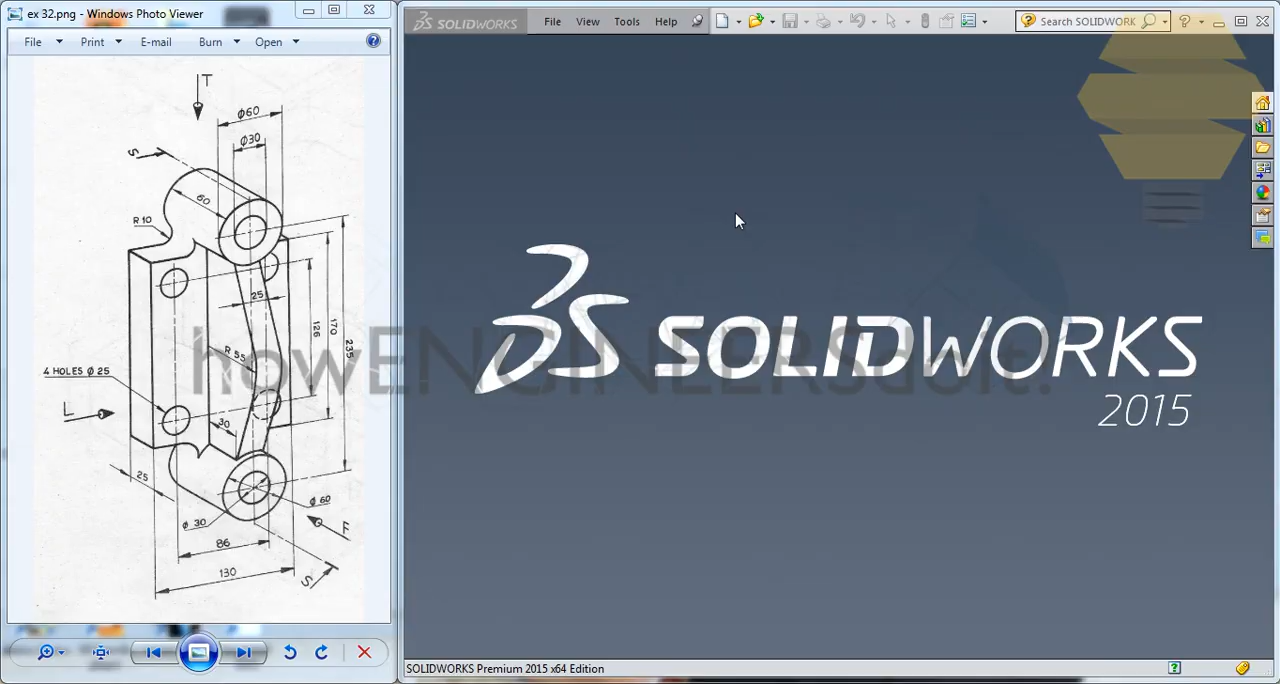 ex 32.png - Windows Photo Viewer
File Print E-mail Burn Open
T
Φ60
Φ30
S
60
R 10
25
126
170
235
R 55
4 HOLES Φ 25
L
30
25
Φ 60
Φ 30
F
86
130
S
SOLIDWORKS
File View Tools Help
Search SOLIDWORK
SOLIDWORKS
2015
howENGINEERSdoit!
SOLIDWORKS Premium 2015 x64 Edition